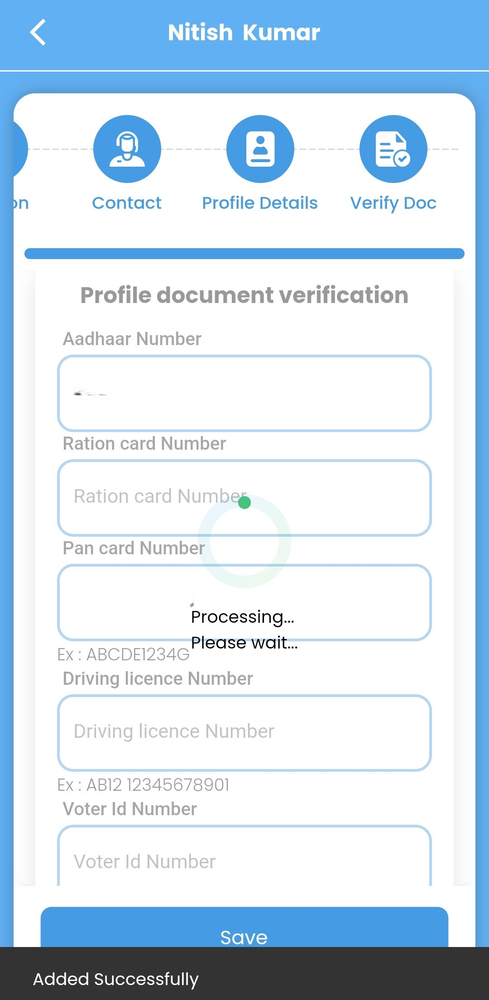 Nitish Kumar
on Contact Profile Details Verify Doc
Profile document verification
Aadhaar Number
Ration card Number
Ration card Number
Pan card Number
Processing...
Please wait...
Ex : ABCDE1234G
Driving licence Number
Driving licence Number
Ex : AB12 12345678901
Voter Id Number
Voter Id Number
Save
Added Successfully